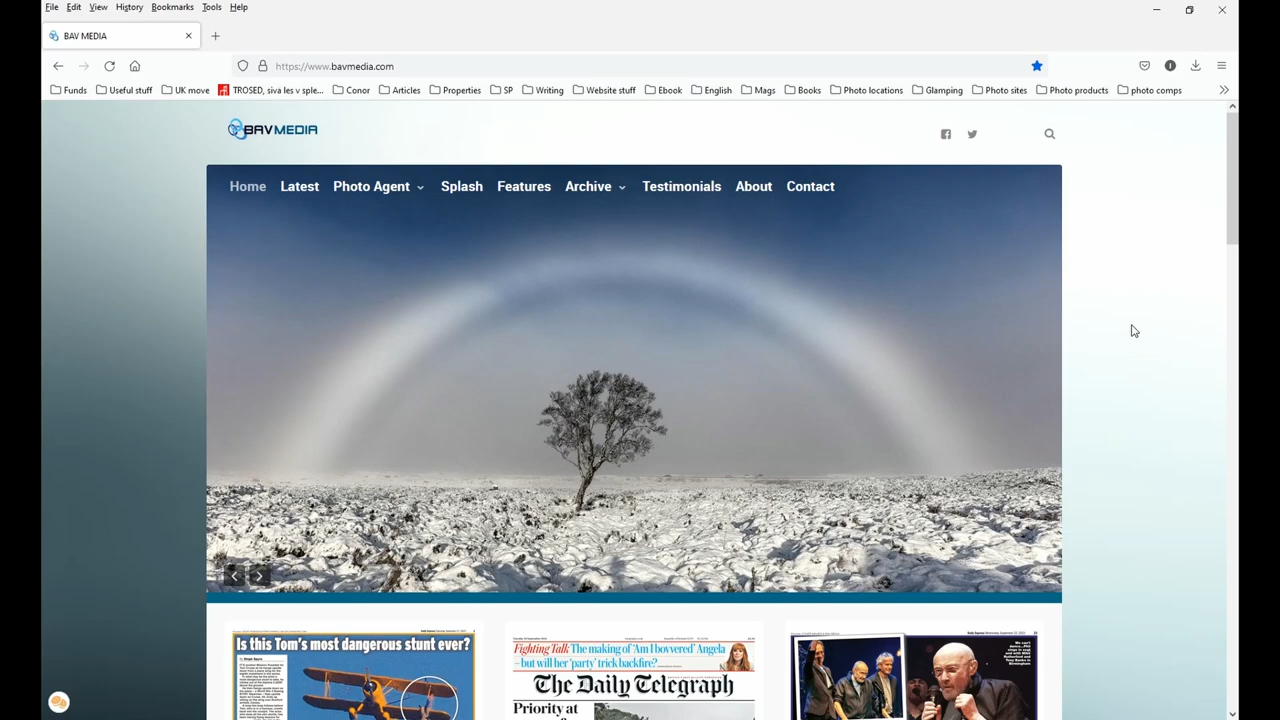 File Edit View History Bookmarks Tools Help
BAV MEDIA
https://www.bavmedia.com
Funds Useful stuff UK move TROSED, siva les v sple... Conor Articles Properties SP Writing Website stuff Ebook English Mags Books Photo locations Glamping Photo sites Photo products photo comps
BAVMEDIA
Home Latest Photo Agent Splash Features Archive Testimonials About Contact
Is this Tom's most dangerous stunt ever?
Fighting Talk The making of 'Am I bovvered' Angela
– but will her 'party' trick backfire?
The Daily Telegraph
Priority at